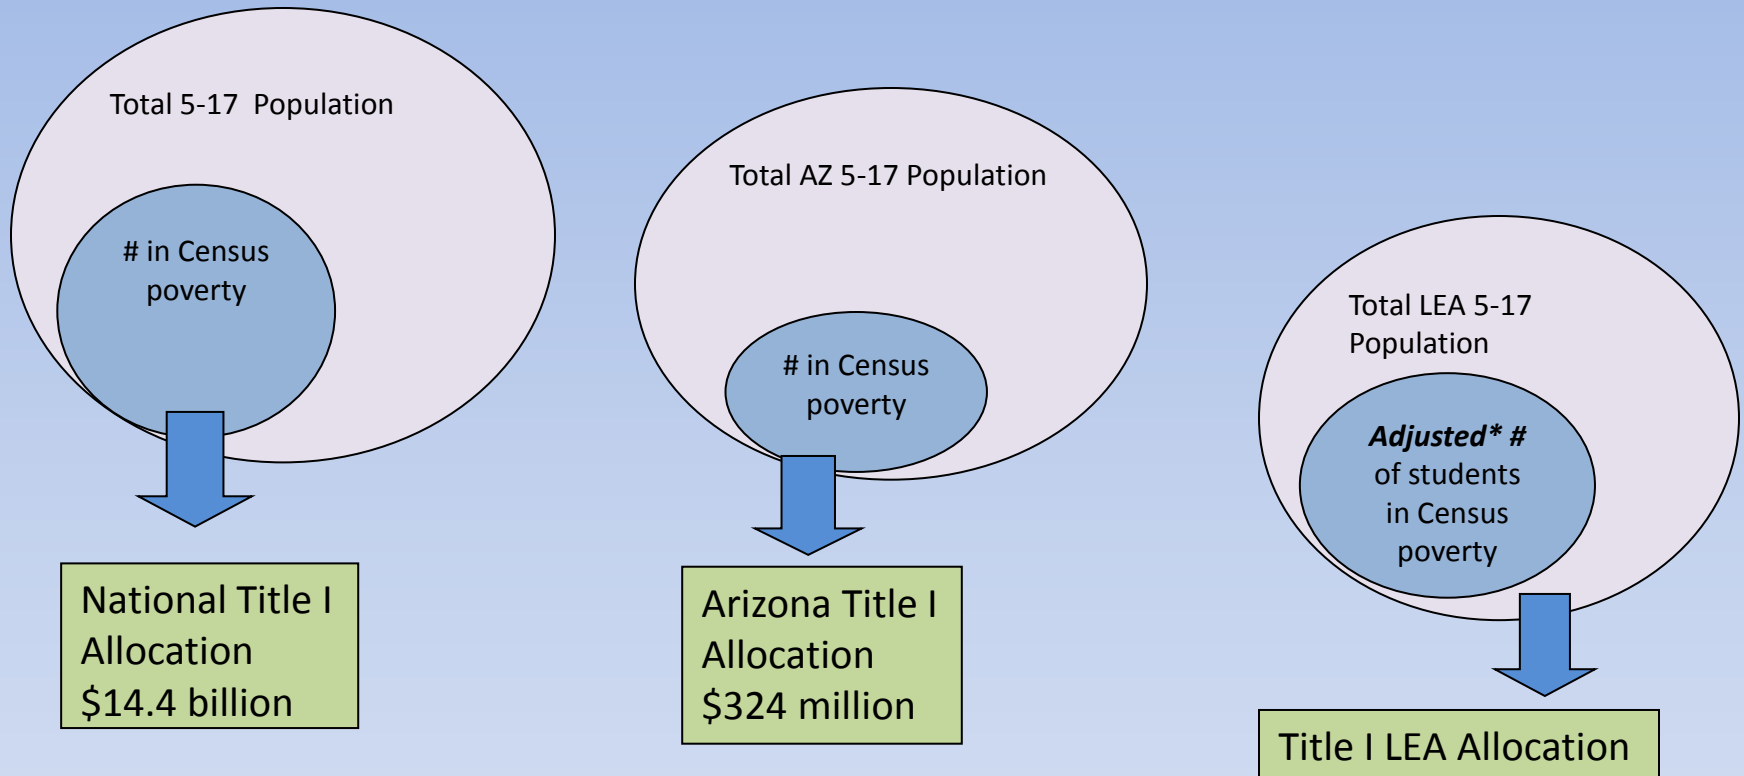 Total 5-17 Population
# in Census
poverty
National Title I
Allocation
$14.4 billion
Total AZ 5-17 Population
# in Census
poverty
Arizona Title I
Allocation
$324 million
Total LEA 5-17
Population
Adjusted* #
of students
in Census
poverty
Title I LEA Allocation